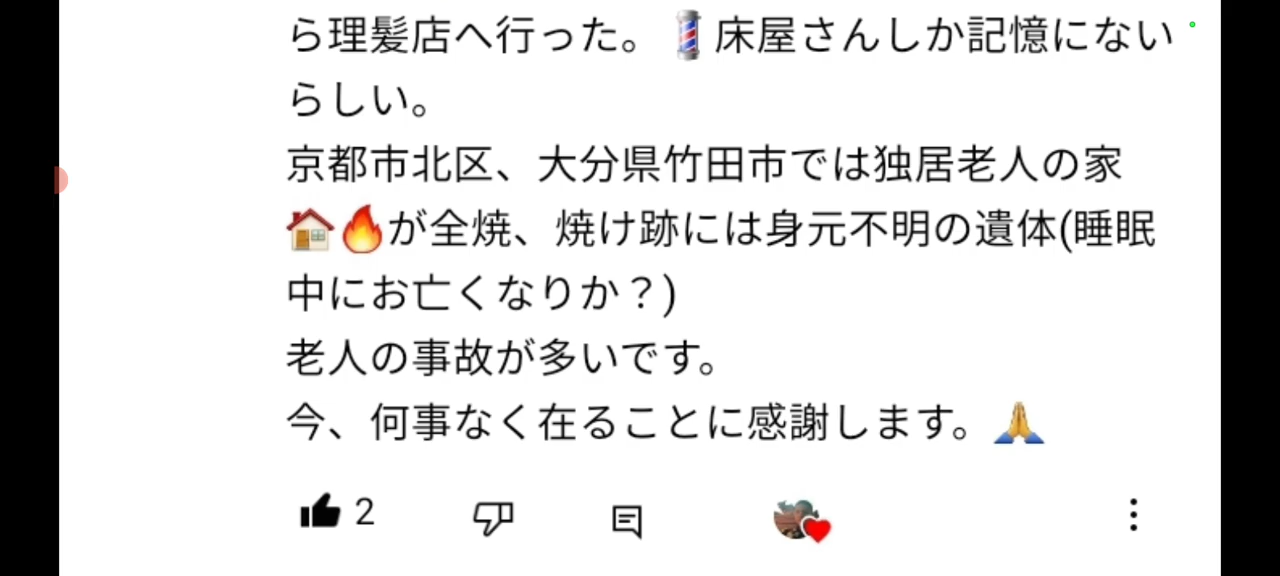 ら理髪店へ行った。💈床屋さんしか記憶にない
らしい。
京都市北区、大分県竹田市では独居老人の家
🏠🔥が全焼、焼け跡には身元不明の遺体(睡眠
中にお亡くなりか？)
老人の事故が多いです。
今、何事なく在ることに感謝します。🙏
2